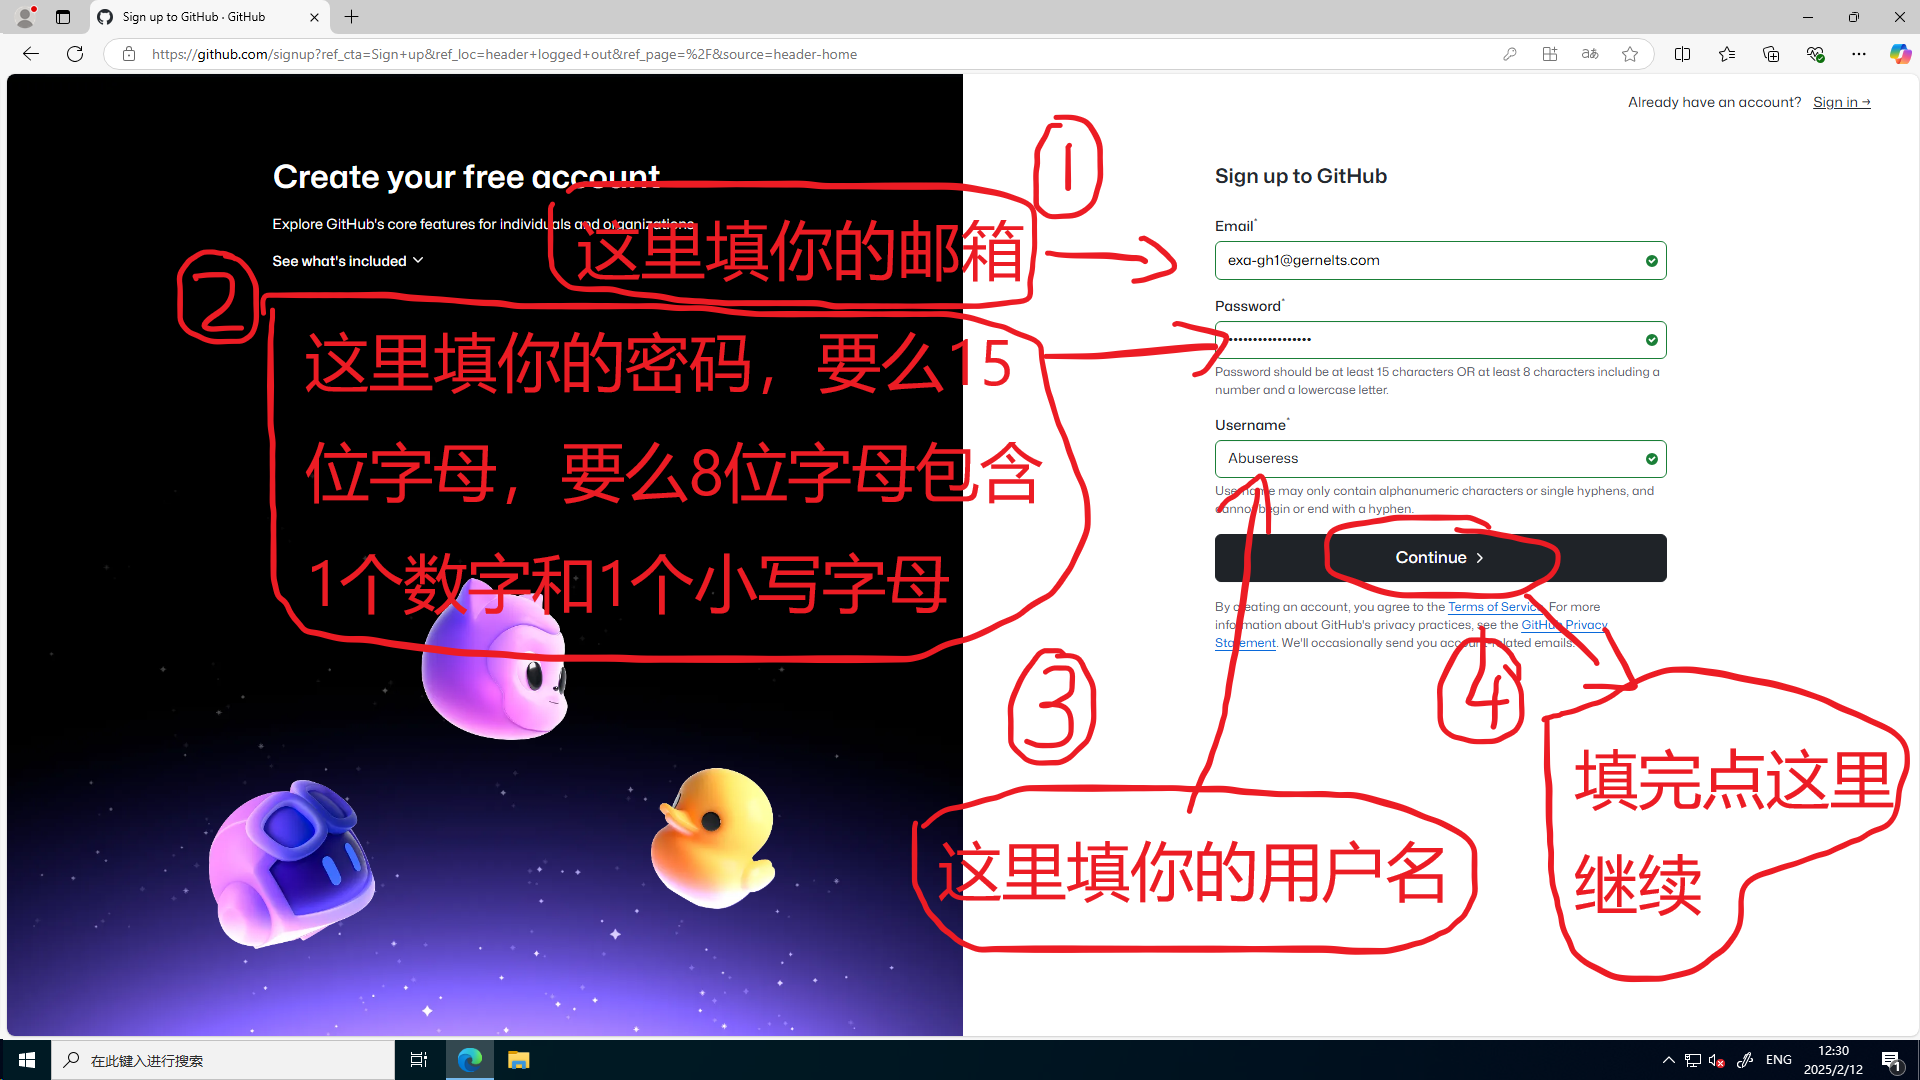 Sign up to GitHub · GitHub
https://github.com/signup?ref_cta=Sign+up&ref_loc=header+logged+out&ref_page=%2F&source=header-home
aあ
Already have an account? Sign in →
①
Create your free account
Sign up to GitHub
Explore GitHub's core features for individuals and organizations
这里填你的邮箱
See what's included
②
Email*
exa-gh1@gernelts.com
这里填你的密码，要么15
位字母，要么8位字母包含
1个数字和1个小写字母
Password*
••••••••••••••••
Password should be at least 15 characters OR at least 8 characters including a
number and a lowercase letter.
Username*
Abuseress
Username may only contain alphanumeric characters or single hyphens, and
cannot begin or end with a hyphen.
Continue
By creating an account, you agree to the Terms of Service. For more
information about GitHub's privacy practices, see the GitHub Privacy
Statement. We'll occasionally send you account-related emails.
③
这里填你的用户名
④
填完点这里
继续
在此键入进行搜索
ENG
12:30
2025/2/12
1